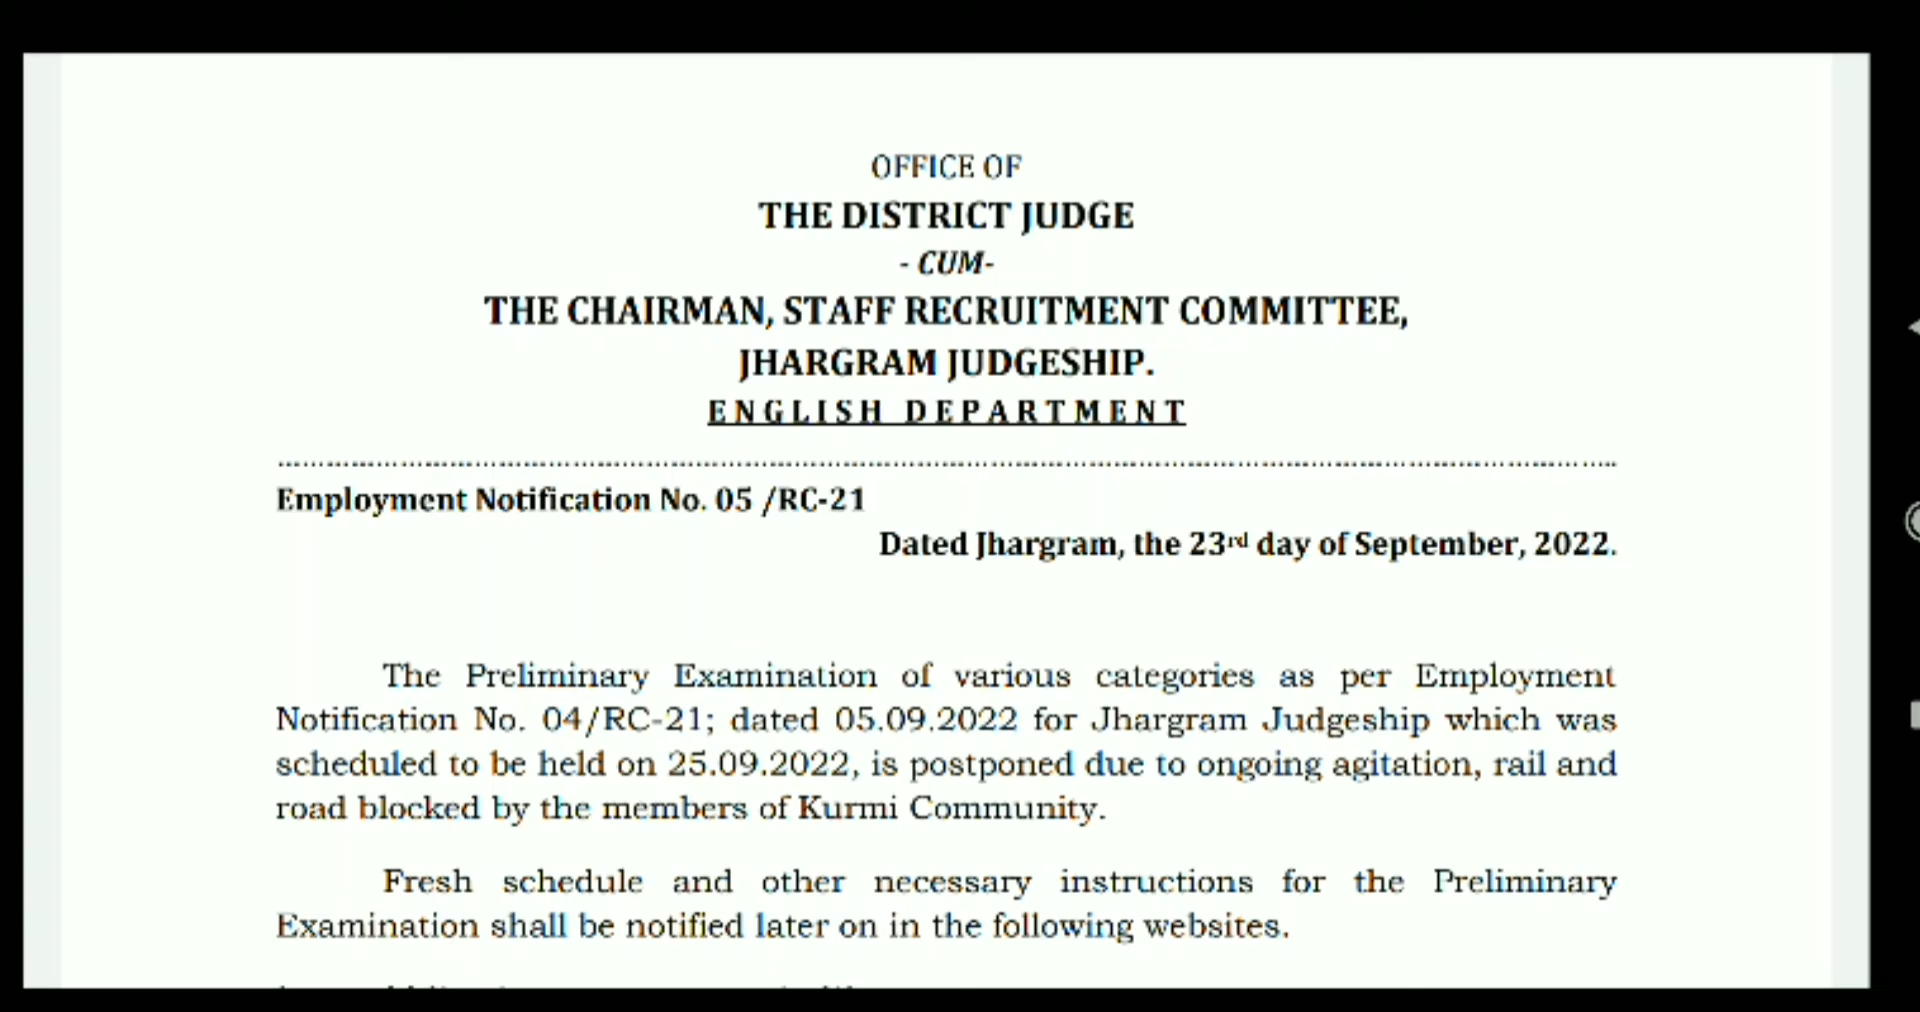 OFFICE OF
THE DISTRICT JUDGE
- CUM-
THE CHAIRMAN, STAFF RECRUITMENT COMMITTEE,
JHARGRAM JUDGESHIP.
ENGLISH DEPARTMENT
Employment Notification No. 05 /RC-21
Dated Jhargram, the 23rd day of September, 2022.
The Preliminary Examination of various categories as per Employment
Notification No. 04/RC-21; dated 05.09.2022 for Jhargram Judgeship which was
scheduled to be held on 25.09.2022, is postponed due to ongoing agitation, rail and
road blocked by the members of Kurmi Community.
Fresh schedule and other necessary instructions for the Preliminary
Examination shall be notified later on in the following websites.